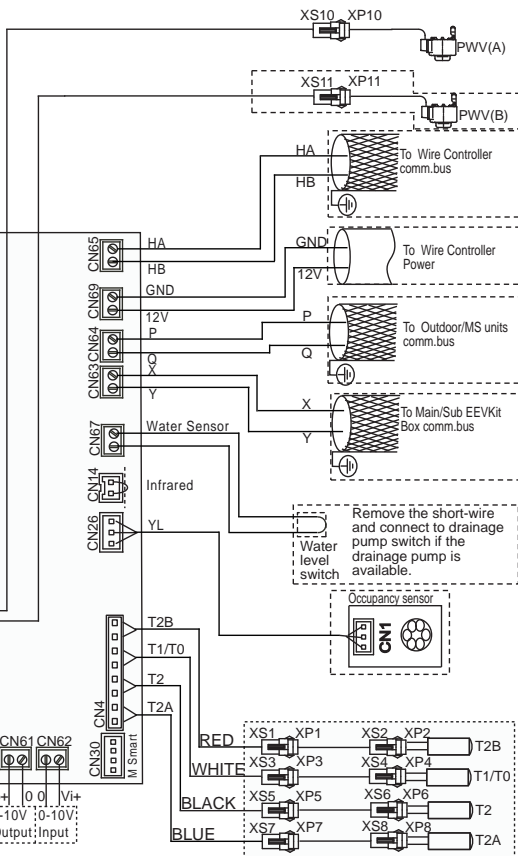 XS10 XP10
PWV(A)
XS11 XP11
PWV(B)
HA
HB
To Wire Controller
comm.bus
CN65
HA
HB
GND
12V
To Wire Controller
Power
CN69
GND
12V
CN64
P
Q
P
Q
To Outdoor/MS units
comm.bus
CN63
X
Y
X
Y
To Main/Sub EEVKit
Box comm.bus
CN67
Water Sensor
CN14
Infrared
CN26
YL
Water
level
switch
Remove the short-wire
and connect to drainage
pump switch if the
drainage pump is
available.
Occupancy sensor
CN1
CN4
T2B
T1/T0
T2
T2A
CN30
M Smart
CN61 CN62
+ 0 0 Vi+
-10V 0-10V
Output Input
RED XS1 XP1 XS2 XP2 T2B
WHITE XS3 XP3 XS4 XP4 T1/T0
BLACK XS5 XP5 XS6 XP6 T2
BLUE XS7 XP7 XS8 XP8 T2A